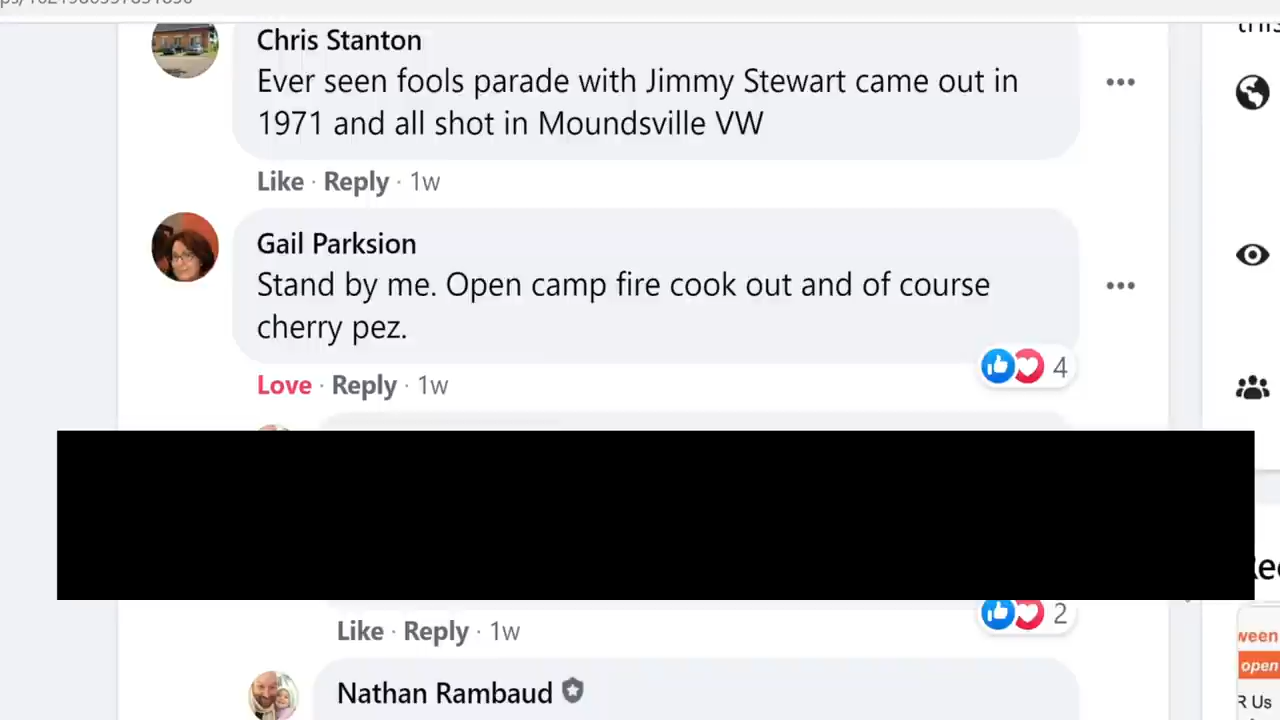 Chris Stanton
Ever seen fools parade with Jimmy Stewart came out in
1971 and all shot in Moundsville VW
Like · Reply · 1w
Gail Parksion
Stand by me. Open camp fire cook out and of course
cherry pez.
4
Love · Reply · 1w
2
Like · Reply · 1w
Nathan Rambaud
open
R Us